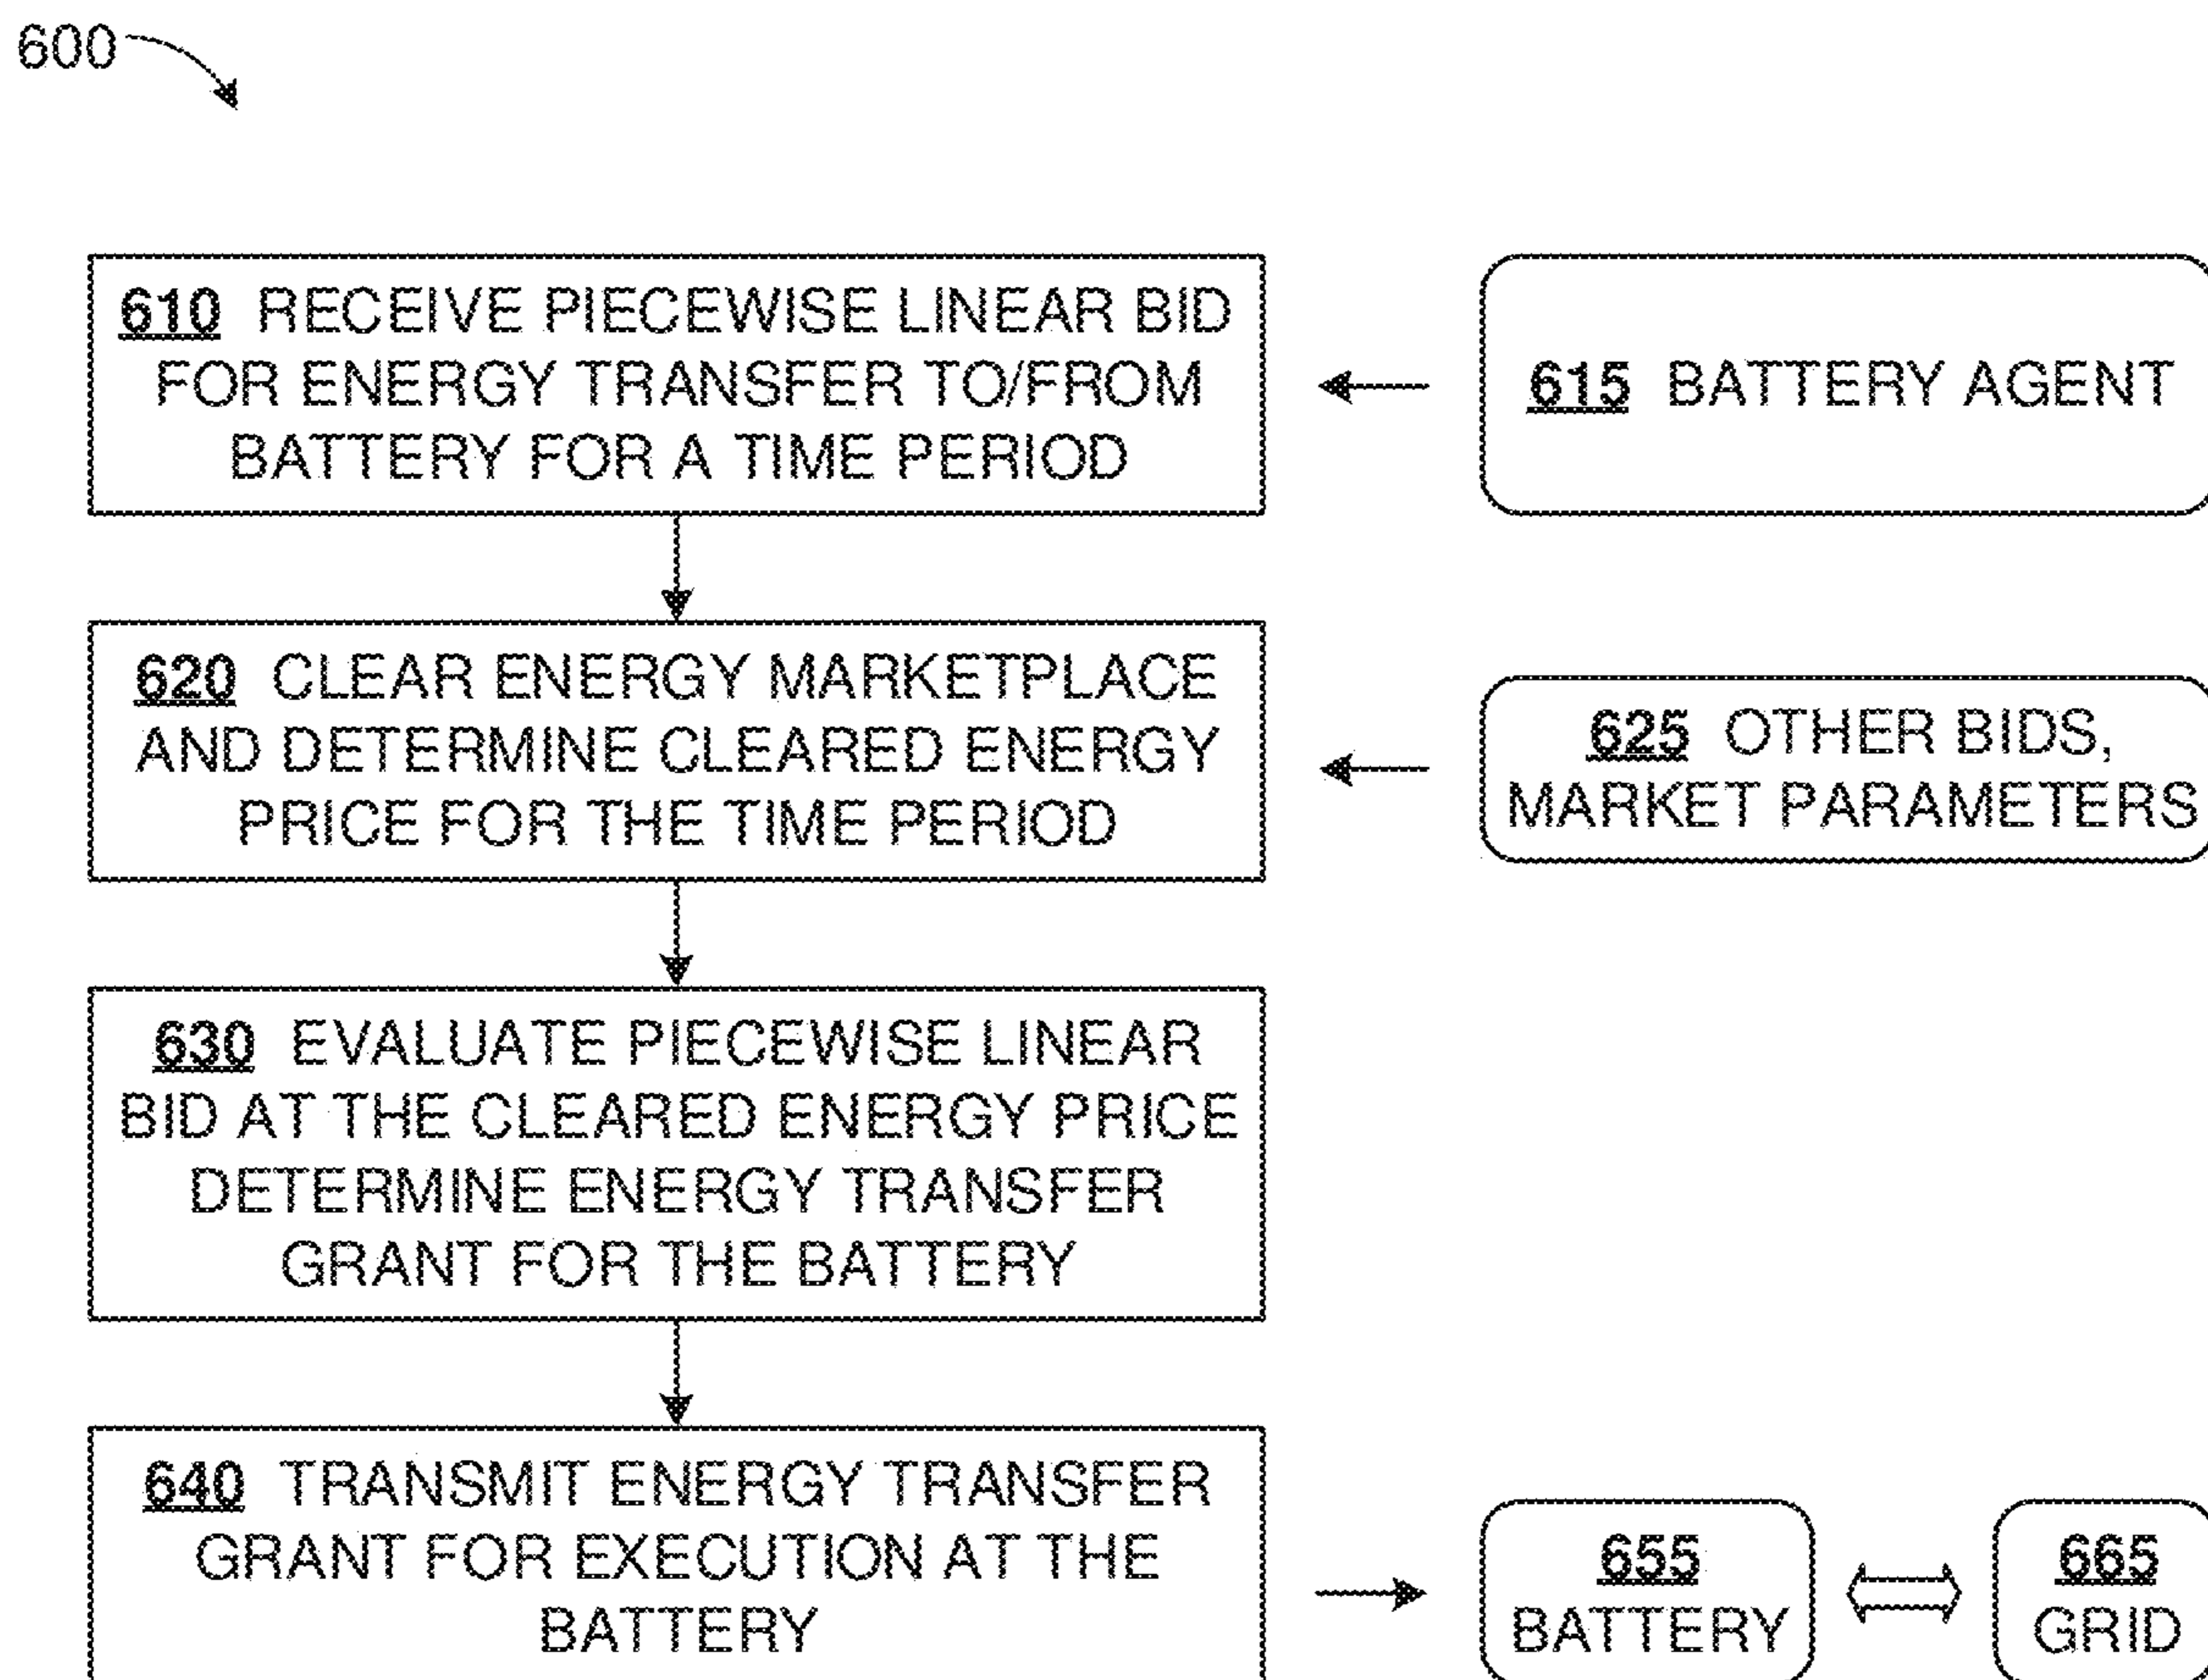 600
610 RECEIVE PIECEWISE LINEAR BID
FOR ENERGY TRANSFER TO/FROM
BATTERY FOR A TIME PERIOD
615 BATTERY AGENT
620 CLEAR ENERGY MARKETPLACE
AND DETERMINE CLEARED ENERGY
PRICE FOR THE TIME PERIOD
625 OTHER BIDS,
MARKET PARAMETERS
630 EVALUATE PIECEWISE LINEAR
BID AT THE CLEARED ENERGY PRICE
DETERMINE ENERGY TRANSFER
GRANT FOR THE BATTERY
640 TRANSMIT ENERGY TRANSFER
GRANT FOR EXECUTION AT THE
BATTERY
655
BATTERY
665
GRID